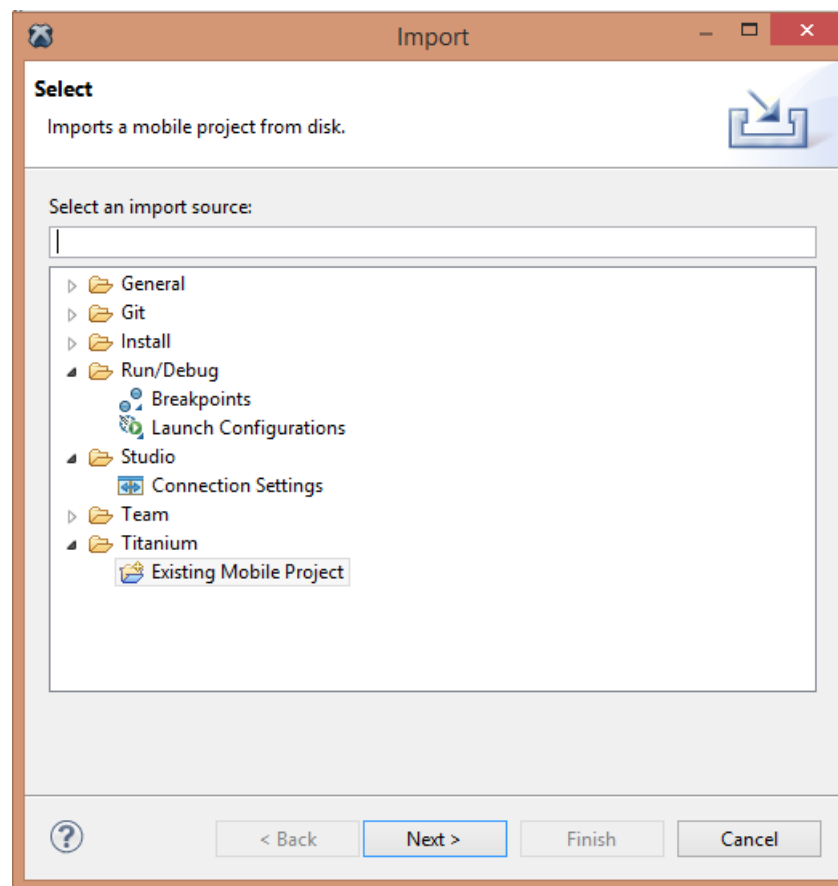 Import
Select
Imports a mobile project from disk.
Select an import source:
General
Git
Install
Run/Debug
Breakpoints
Launch Configurations
Studio
Connection Settings
Team
Titanium
Existing Mobile Project
? < Back Next > Finish Cancel